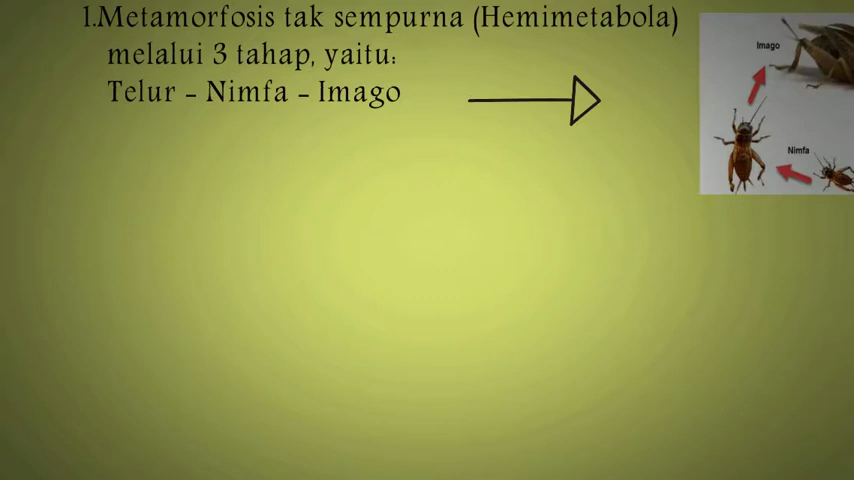 1.Metamorfosis tak sempurna (Hemimetabola)
melalui 3 tahap, yaitu:
Telur - Nimfa - Imago
Imago
Nimfa